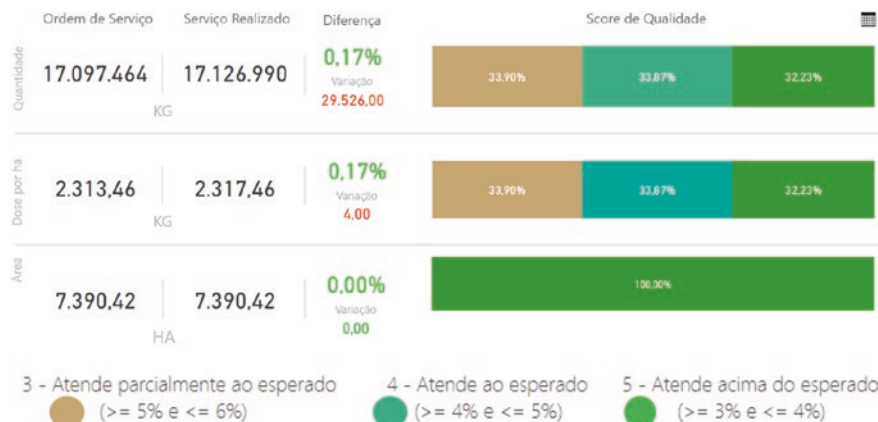 Ordem de Serviço Serviço Realizado Diferença Score de Qualidade
Quantidade
17.097.464 17.126.990 0,17%
Variação
29.526,00
KG
33,90% 33,87% 32,23%
Dose por ha
2.313,46 2.317,46 0,17%
Variação
4,00
KG
33,90% 33,87% 32,23%
Área
7.390,42 7.390,42 0,00%
Variação
0,00
HA
100,00%
3 - Atende parcialmente ao esperado
(>= 5% e <= 6%)
4 - Atende ao esperado
(>= 4% e <= 5%)
5 - Atende acima do esperado
(>= 3% e <= 4%)